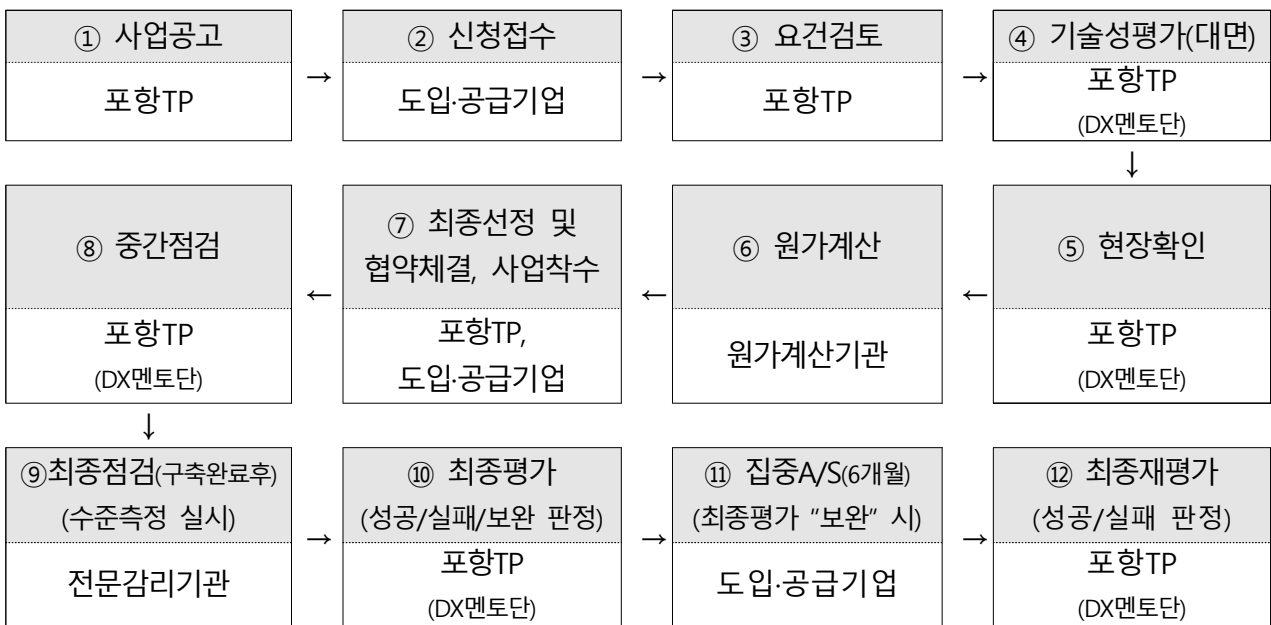 ① 사업공고
포항TP
→
② 신청접수
도입·공급기업
→
③ 요건검토
포항TP
→
④ 기술성평가(대면)
포항TP
(DX멘토단)
↓
⑧ 중간점검
포항TP
(DX멘토단)
←
⑦ 최종선정 및
협약체결, 사업착수
포항TP,
도입·공급기업
←
⑥ 원가계산
원가계산기관
←
⑤ 현장확인
포항TP
(DX멘토단)
↓
⑨최종점검(구축완료후)
(수준측정 실시)
전문감리기관
→
⑩ 최종평가
(성공/실패/보완 판정)
포항TP
(DX멘토단)
→
⑪ 집중A/S(6개월)
(최종평가 "보완" 시)
도입·공급기업
→
⑫ 최종재평가
(성공/실패 판정)
포항TP
(DX멘토단)